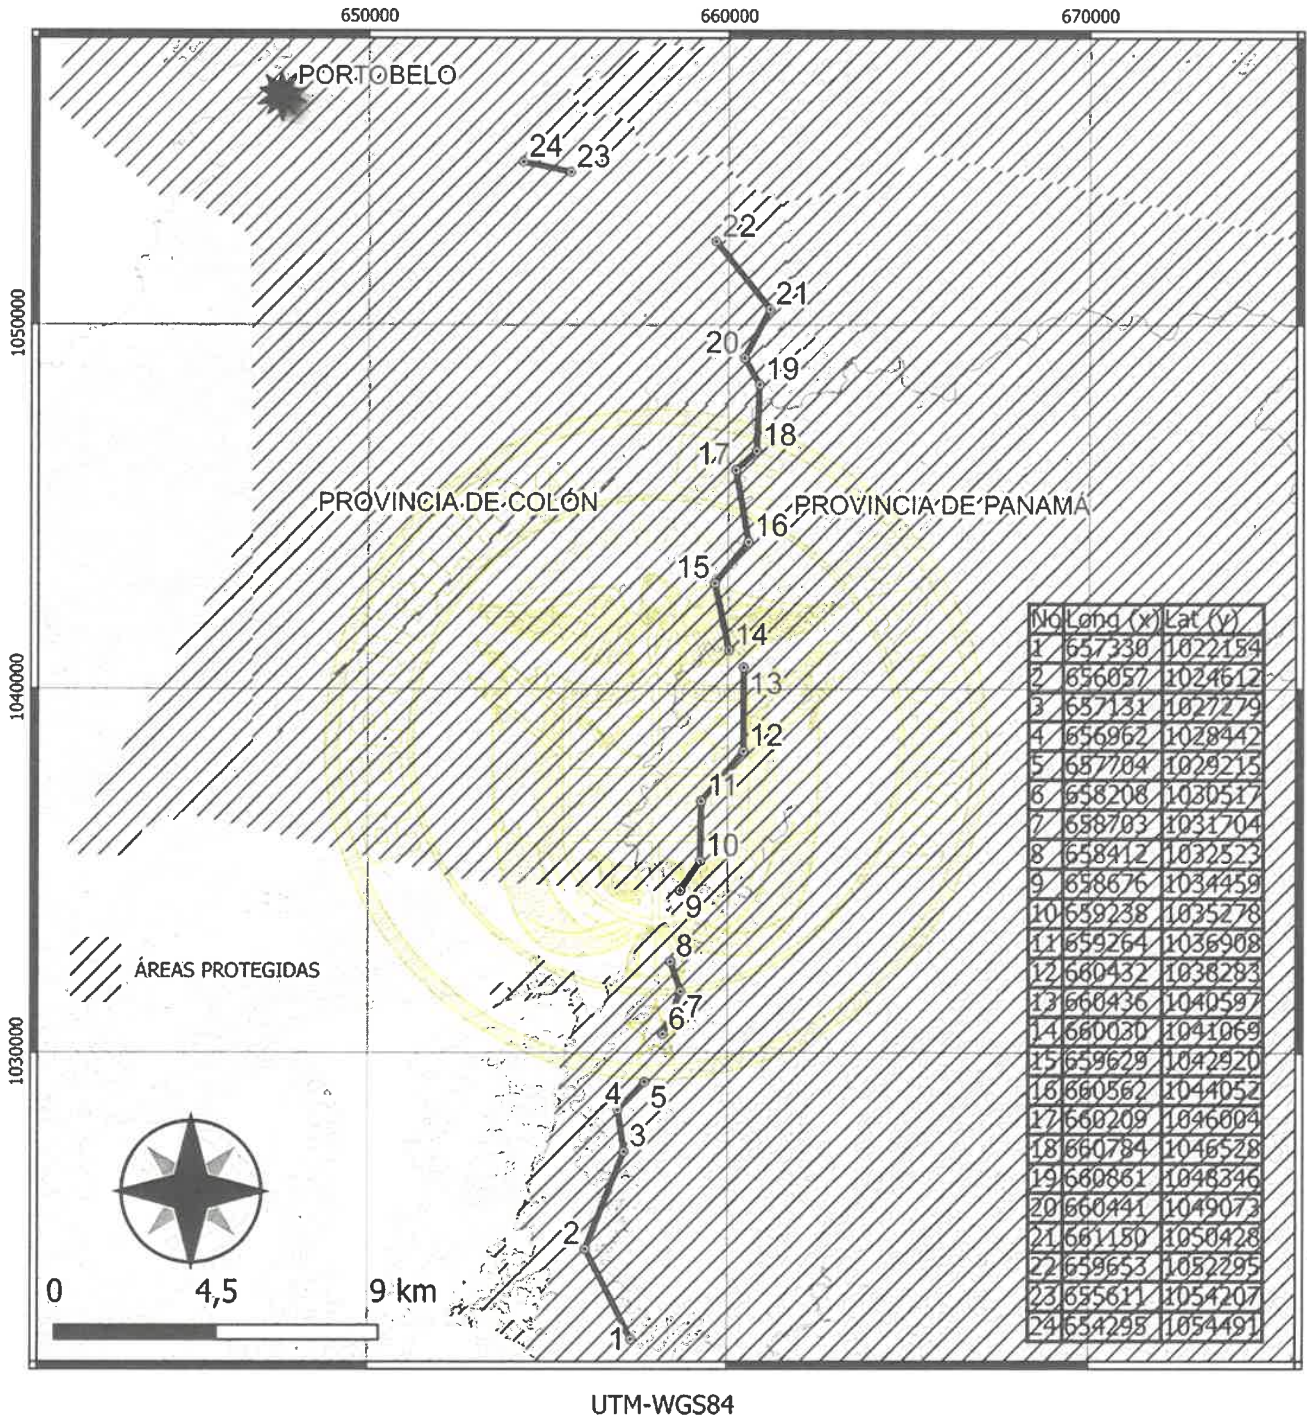 650000 660000 670000
PORTOBELO
24
23
22
21
1050000
20
19
18
17
PROVINCIA DE COLÓN
PROVINCIA DE PANAMÁ
16
15
14
13
1040000
12
11
10
9
8
ÁREAS PROTEGIDAS
7
6
1030000
5
4
3
2
0 4,5 9 km
1
No Long (x) Lat (y)
1 657330 1022154
2 656057 1024612
3 657131 1027279
4 656962 1028442
5 657704 1029215
6 658208 1030517
7 658703 1031704
8 658412 1032523
9 658676 1034459
10 659238 1035278
11 659264 1036908
12 660432 1038283
13 660436 1040597
14 660030 1041069
15 659629 1042920
16 660562 1044052
17 660209 1046004
18 660784 1046528
19 660861 1048346
20 660441 1049073
21 661150 1050428
22 659653 1052295
23 655611 1054207
24 654295 1054491
UTM-WGS84